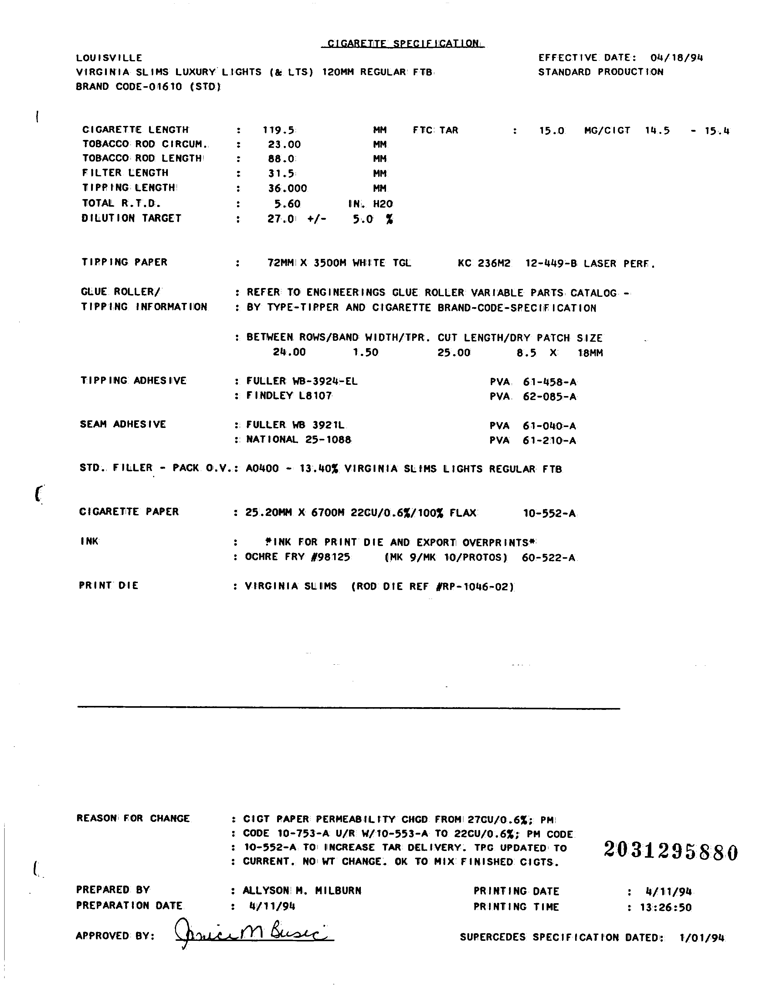 CIGARETTE SPECIFICATION
LOUISVILLE EFFECTIVE DATE: 04/18/94
VIRGINIA SLIMS LUXURY LIGHTS (& LTS) 120MM REGULAR FTB STANDARD PRODUCTION
BRAND CODE-01610 (STD)
CIGARETTE LENGTH : 119.5 MM FTC TAR : 15.0 MG/CIGT 14.5 - 15.4
TOBACCO ROD CIRCUM. : 23.00 MM
TOBACCO ROD LENGTH : 88.0 MM
FILTER LENGTH : 31.5 MM
TIPPING LENGTH : 36.000 MM
TOTAL R.T.D. : 5.60 IN. H2O
DILUTION TARGET : 27.0 +/- 5.0 %
TIPPING PAPER : 72MM X 3500M WHITE TGL KC 236M2 12-449-B LASER PERF.
GLUE ROLLER/ : REFER TO ENGINEERINGS GLUE ROLLER VARIABLE PARTS CATALOG -
TIPPING INFORMATION : BY TYPE-TIPPER AND CIGARETTE BRAND-CODE-SPECIFICATION
: BETWEEN ROWS/BAND WIDTH/TPR. CUT LENGTH/DRY PATCH SIZE
24.00 1.50 25.00 8.5 X 18MM
TIPPING ADHESIVE : FULLER WB-3924-EL PVA 61-458-A
: FINDLEY L8107 PVA 62-085-A
SEAM ADHESIVE : FULLER WB 3921L PVA 61-040-A
: NATIONAL 25-1088 PVA 61-210-A
STD. FILLER - PACK O.V.: A0400 - 13.40% VIRGINIA SLIMS LIGHTS REGULAR FTB
CIGARETTE PAPER : 25.20MM X 6700M 22CU/0.6%/100% FLAX 10-552-A
INK : *INK FOR PRINT DIE AND EXPORT OVERPRINTS*
: OCHRE FRY #98125 (MK 9/MK 10/PROTOS) 60-522-A
PRINT DIE : VIRGINIA SLIMS (ROD DIE REF #RP-1046-02)
REASON FOR CHANGE : CIGT PAPER PERMEABILITY CHGD FROM 27CU/0.6%; PM
: CODE 10-753-A U/R W/10-553-A TO 22CU/0.6%; PM CODE
: 10-552-A TO INCREASE TAR DELIVERY. TPC UPDATED TO
: CURRENT. NO WT CHANGE. OK TO MIX FINISHED CIGTS.
2031295880
PREPARED BY : ALLYSON M. MILBURN PRINTING DATE : 4/11/94
PREPARATION DATE : 4/11/94 PRINTING TIME : 13:26:50
APPROVED BY: Janice M Busic SUPERCEDES SPECIFICATION DATED: 1/01/94